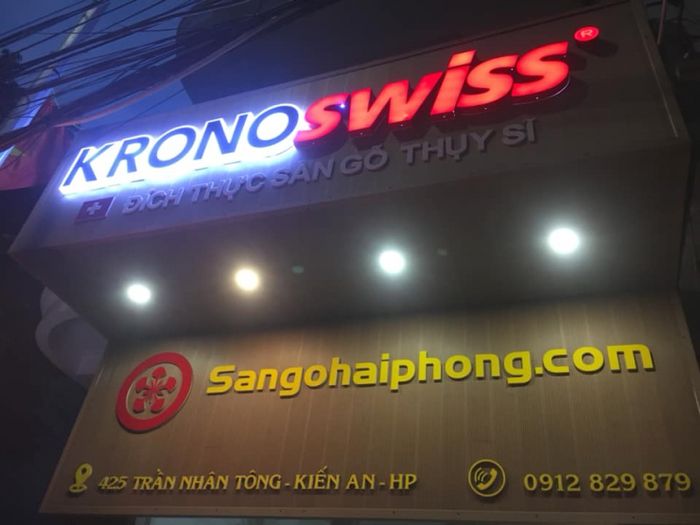 KRONOSWISS®
ĐÍCH THỰC SÀN GỖ THỤY SĨ
Sangohaiphong.com
425 TRẦN NHÂN TÔNG - KIẾN AN - HP
0912 829 879